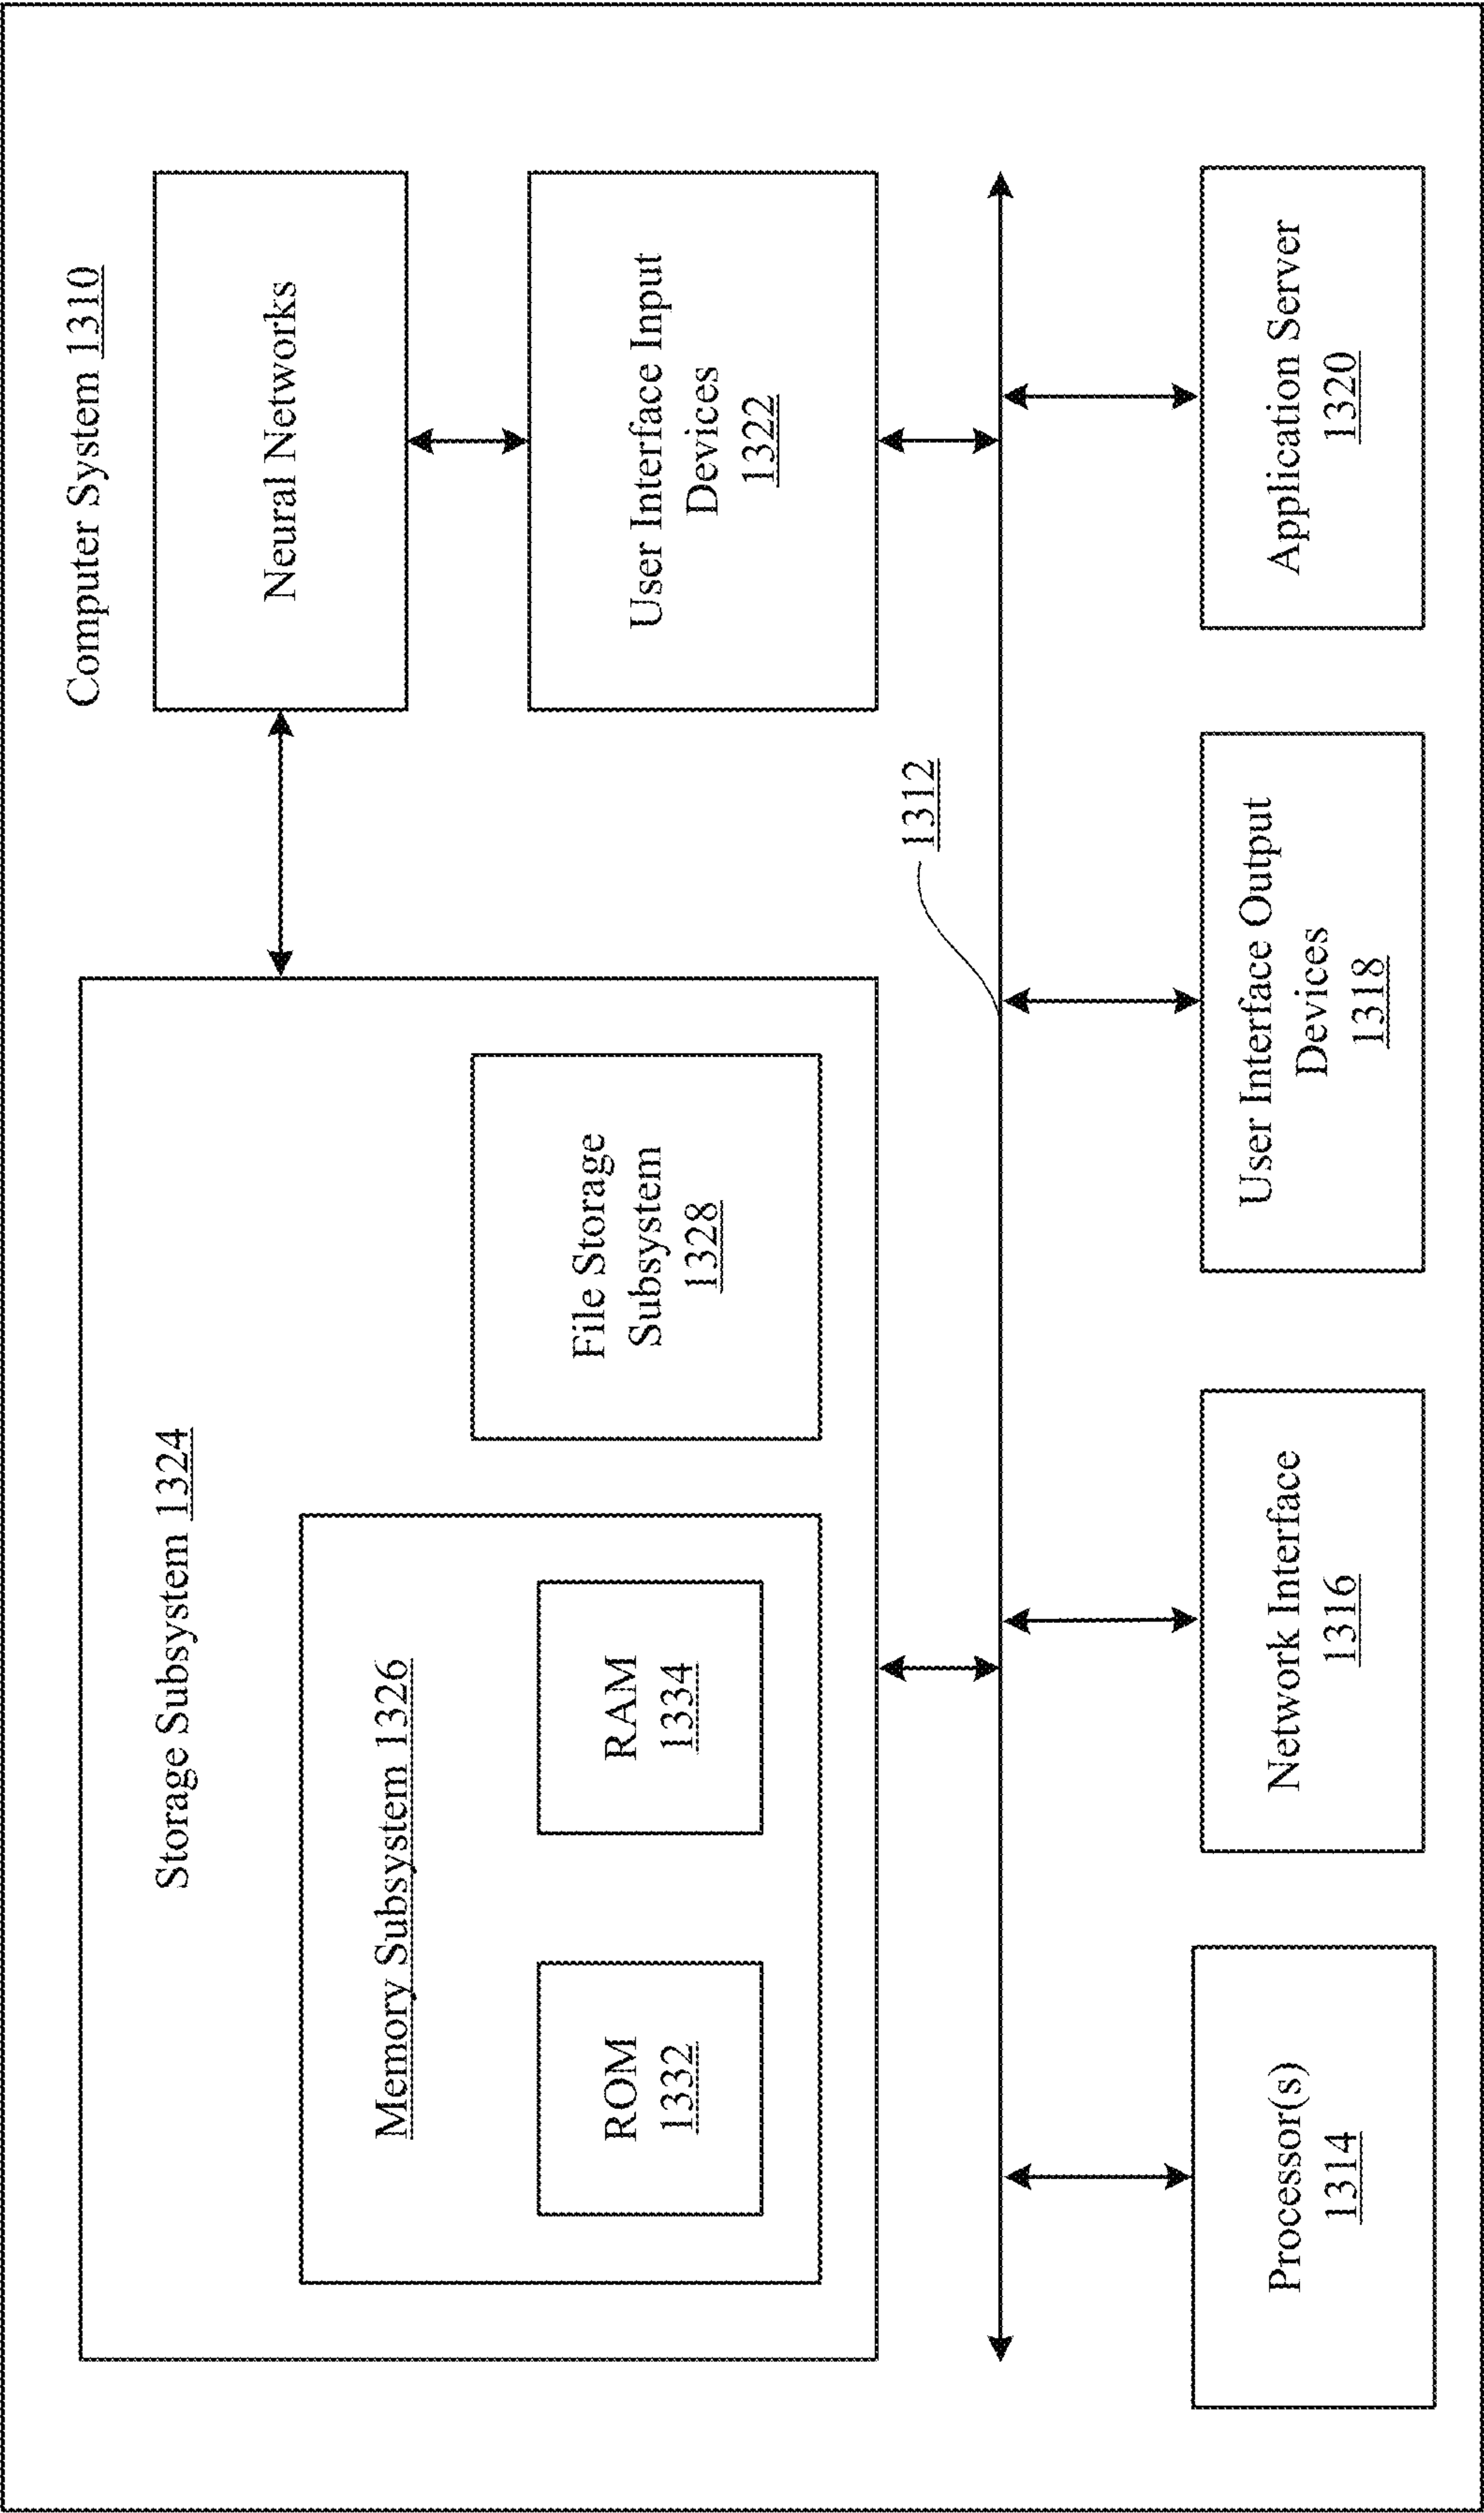 Computer System 1310
Storage Subsystem 1324
Memory Subsystem 1326
ROM
1332
RAM
1334
File Storage
Subsystem
1328
Neural Networks
User Interface Input
Devices
1322
1312
Processor(s)
1314
Network Interface
1316
User Interface Output
Devices
1318
Application Server
1320